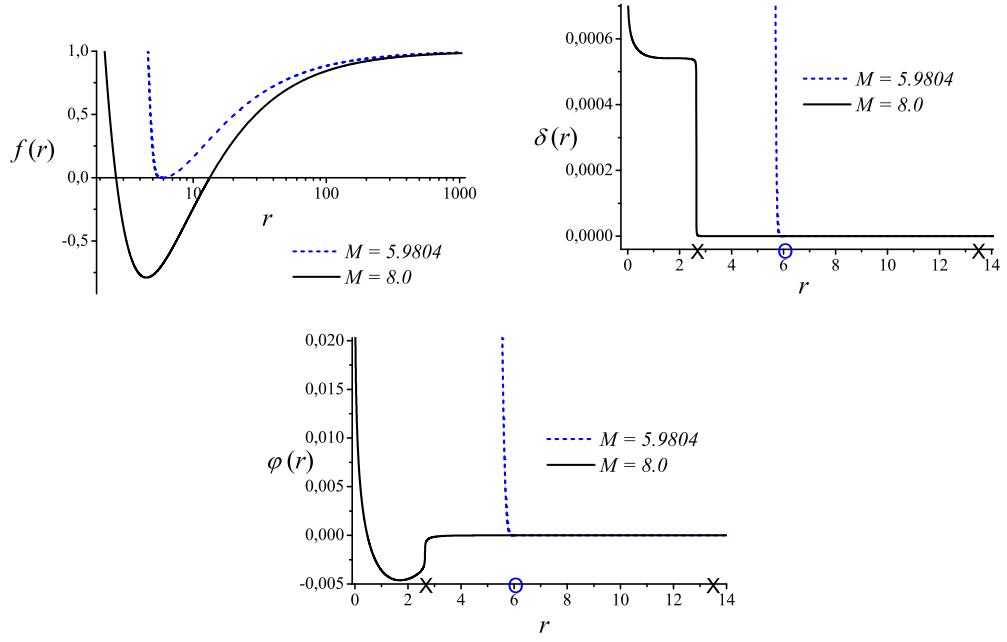 1,0
0,5
f(r)
0,0
10
100
1000
r
-0,5
M = 5.9804
M = 8.0
0,0006
M = 5.9804
M = 8.0
0,0004
δ(r)
0,0002
0,0000
0 2 4 6 8 10 12 14
r
0,020
0,015
0,010
M = 5.9804
φ(r)
M = 8.0
0,005
0,000
-0,005
0 2 4 6 8 10 12 14
r